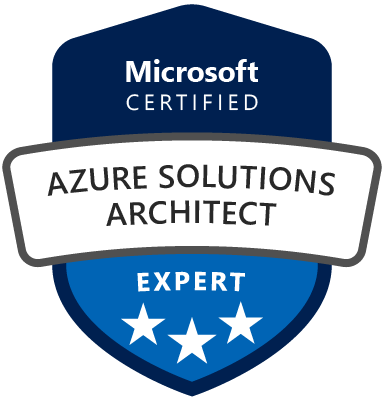 Microsoft
CERTIFIED
AZURE SOLUTIONS
ARCHITECT
EXPERT